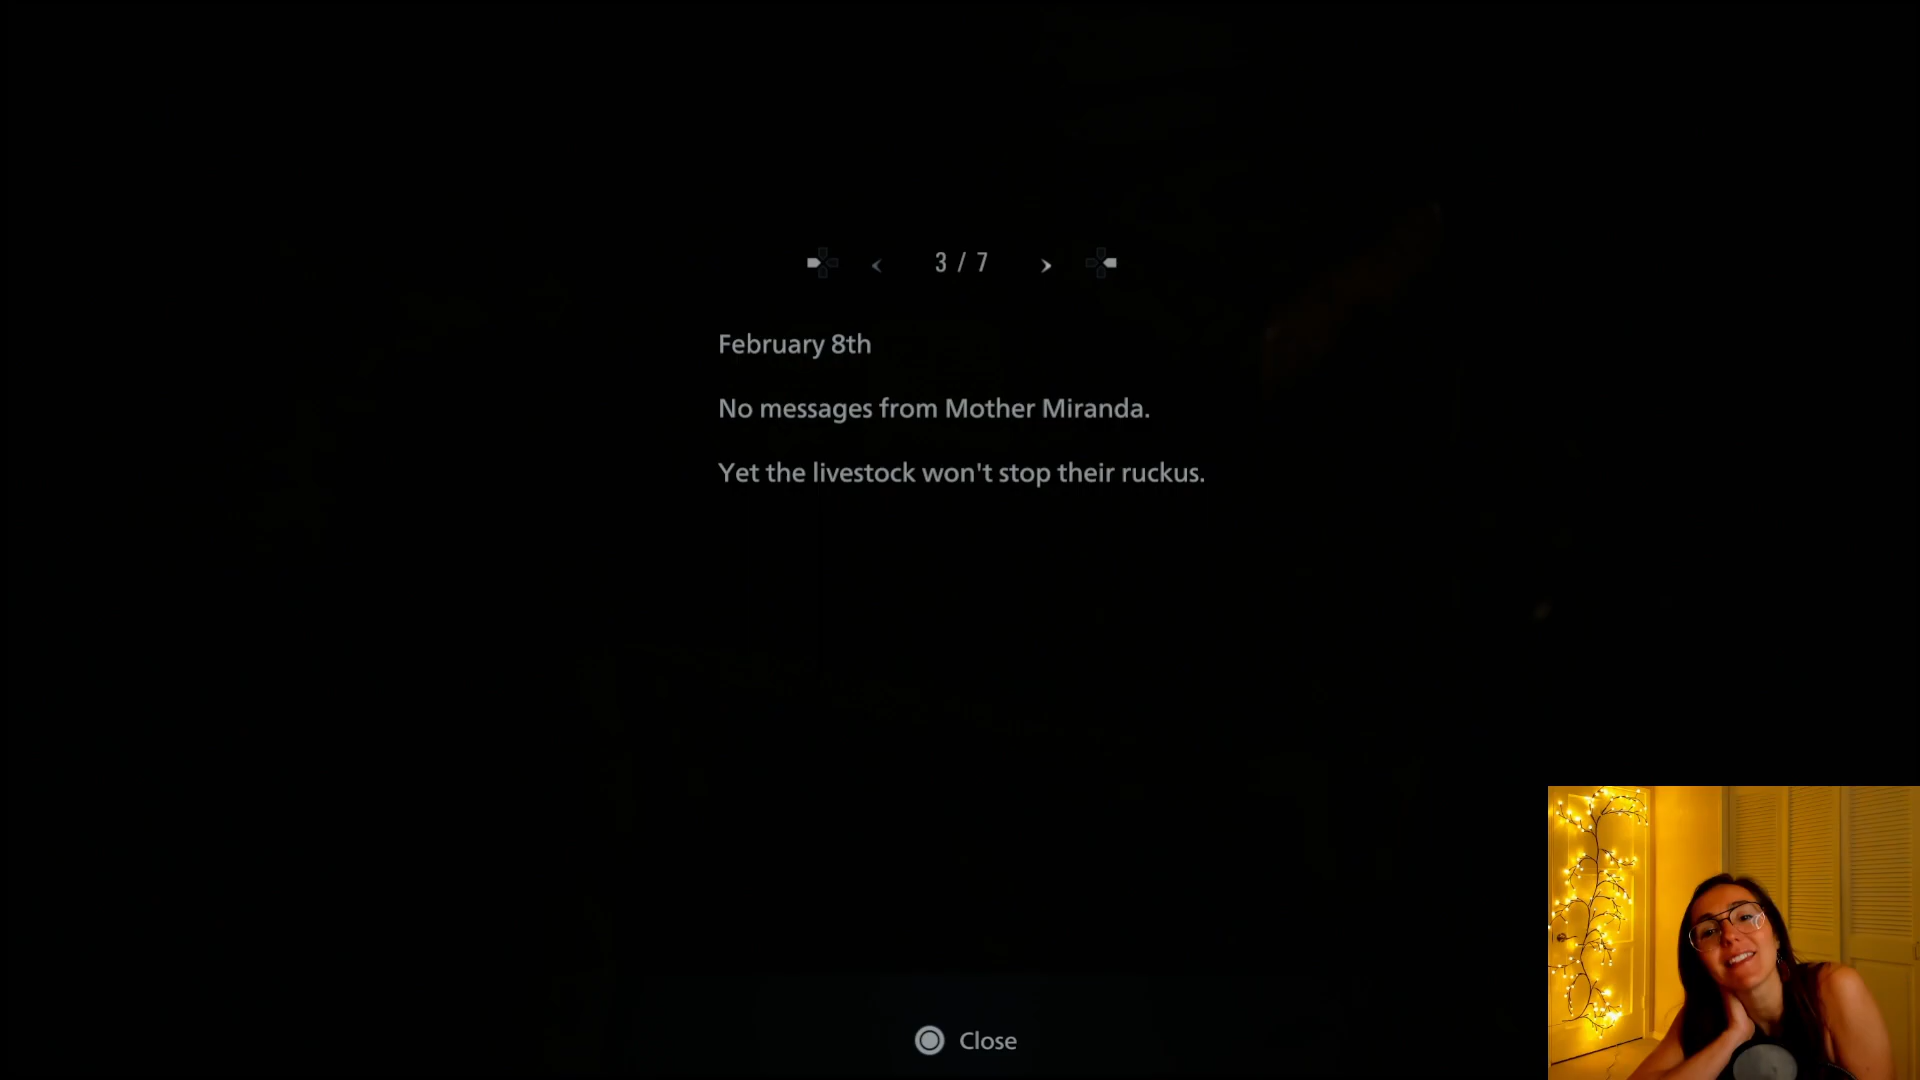 3 / 7
February 8th
No messages from Mother Miranda.
Yet the livestock won't stop their ruckus.
Close